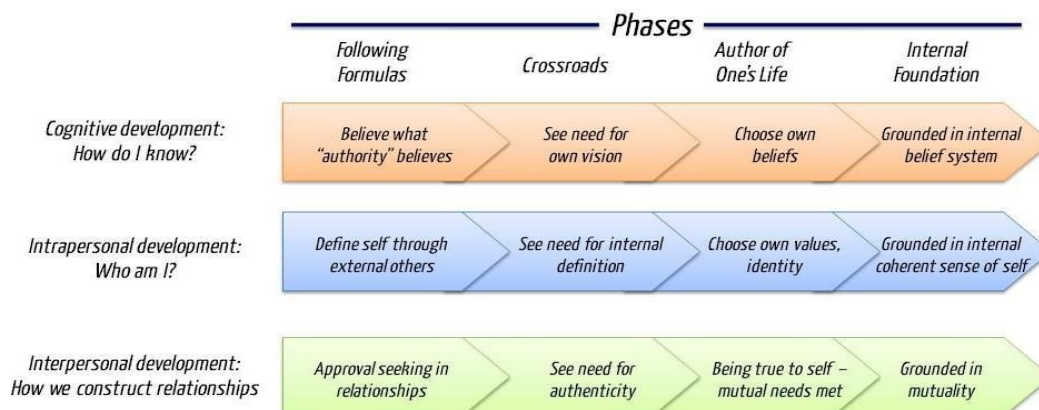 Phases
Following
Formulas
Crossroads
Author of
One's Life
Internal
Foundation
Cognitive development:
How do I know?
Believe what
“authority” believes
See need for
own vision
Choose own
beliefs
Grounded in internal
belief system
Intrapersonal development:
Who am I?
Define self through
external others
See need for internal
definition
Choose own values,
identity
Grounded in internal
coherent sense of self
Interpersonal development:
How we construct relationships
Approval seeking in
relationships
See need for
authenticity
Being true to self –
mutual needs met
Grounded in
mutuality